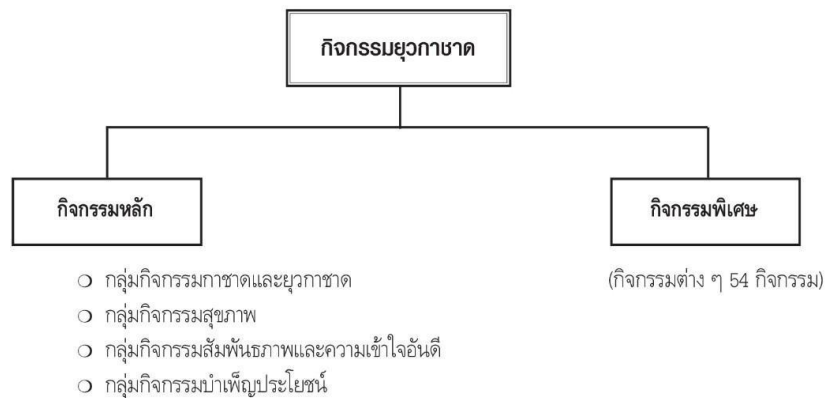 กิจกรรมยุวกาชาด
กิจกรรมหลัก
กิจกรรมพิเศษ
❍ กลุ่มกิจกรรมกาชาดและยุวกาชาด
(กิจกรรมต่าง ๆ 54 กิจกรรม)
❍ กลุ่มกิจกรรมสุขภาพ
❍ กลุ่มกิจกรรมสัมพันธภาพและความเข้าใจอันดี
❍ กลุ่มกิจกรรมบำเพ็ญประโยชน์